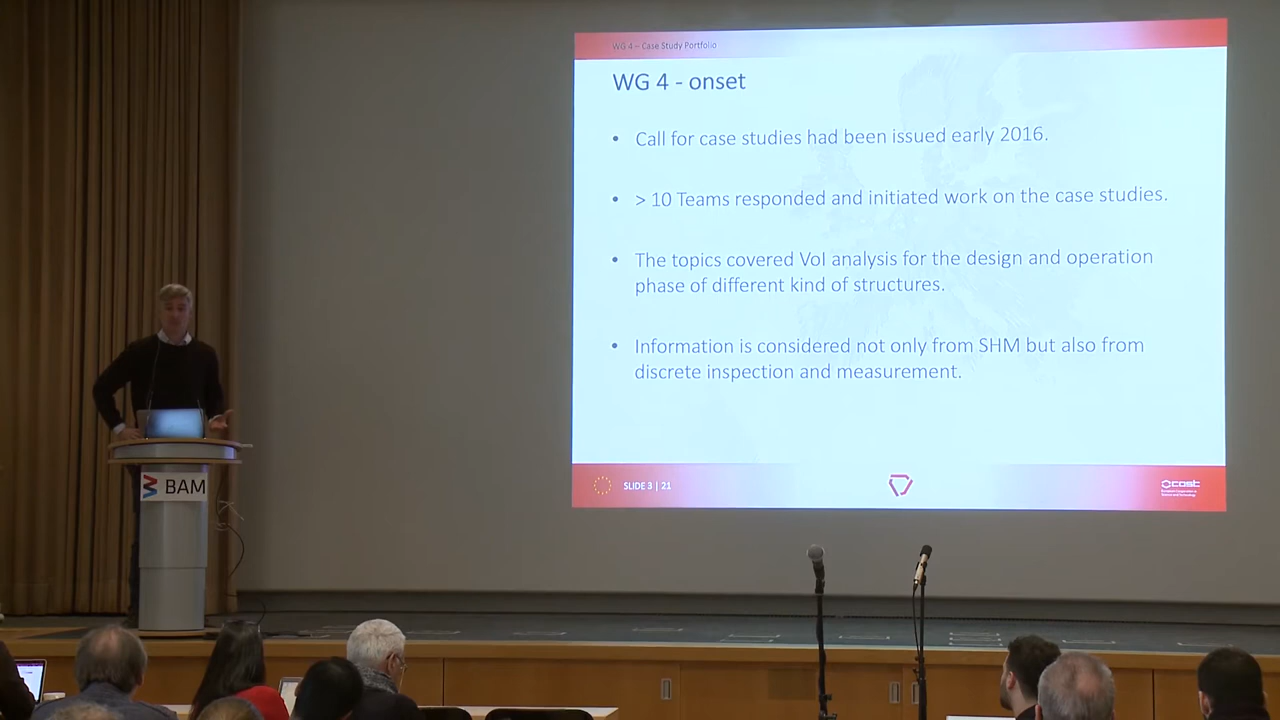 WG 4 – Case Study Portfolio
WG 4 - onset
• Call for case studies had been issued early 2016.
• > 10 Teams responded and initiated work on the case studies.
• The topics covered VoI analysis for the design and operation
phase of different kind of structures.
• Information is considered not only from SHM but also from
discrete inspection and measurement.
SLIDE 3 | 21
cost
BAM